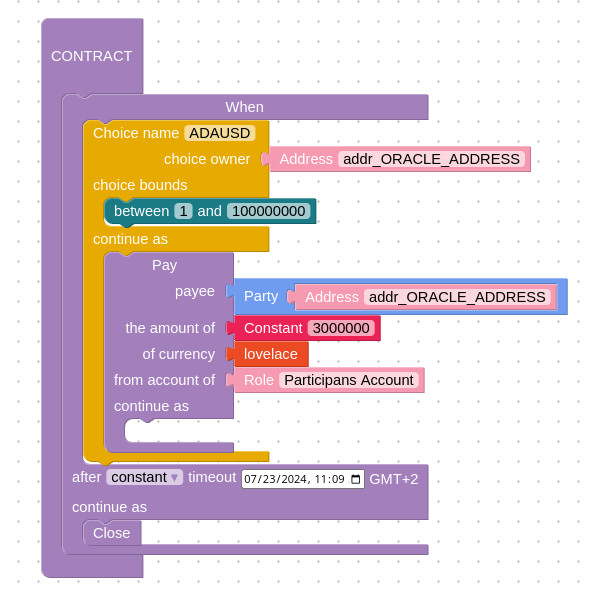 CONTRACT
When
Choice name ADAUSD
choice owner Address addr_ORACLE_ADDRESS
choice bounds
between 1 and 100000000
continue as
Pay
payee Party Address addr_ORACLE_ADDRESS
the amount of Constant 3000000
of currency lovelace
from account of Role Participans Account
continue as
after constant ▼ timeout 07/23/2024, 11:09 GMT+2
continue as
Close